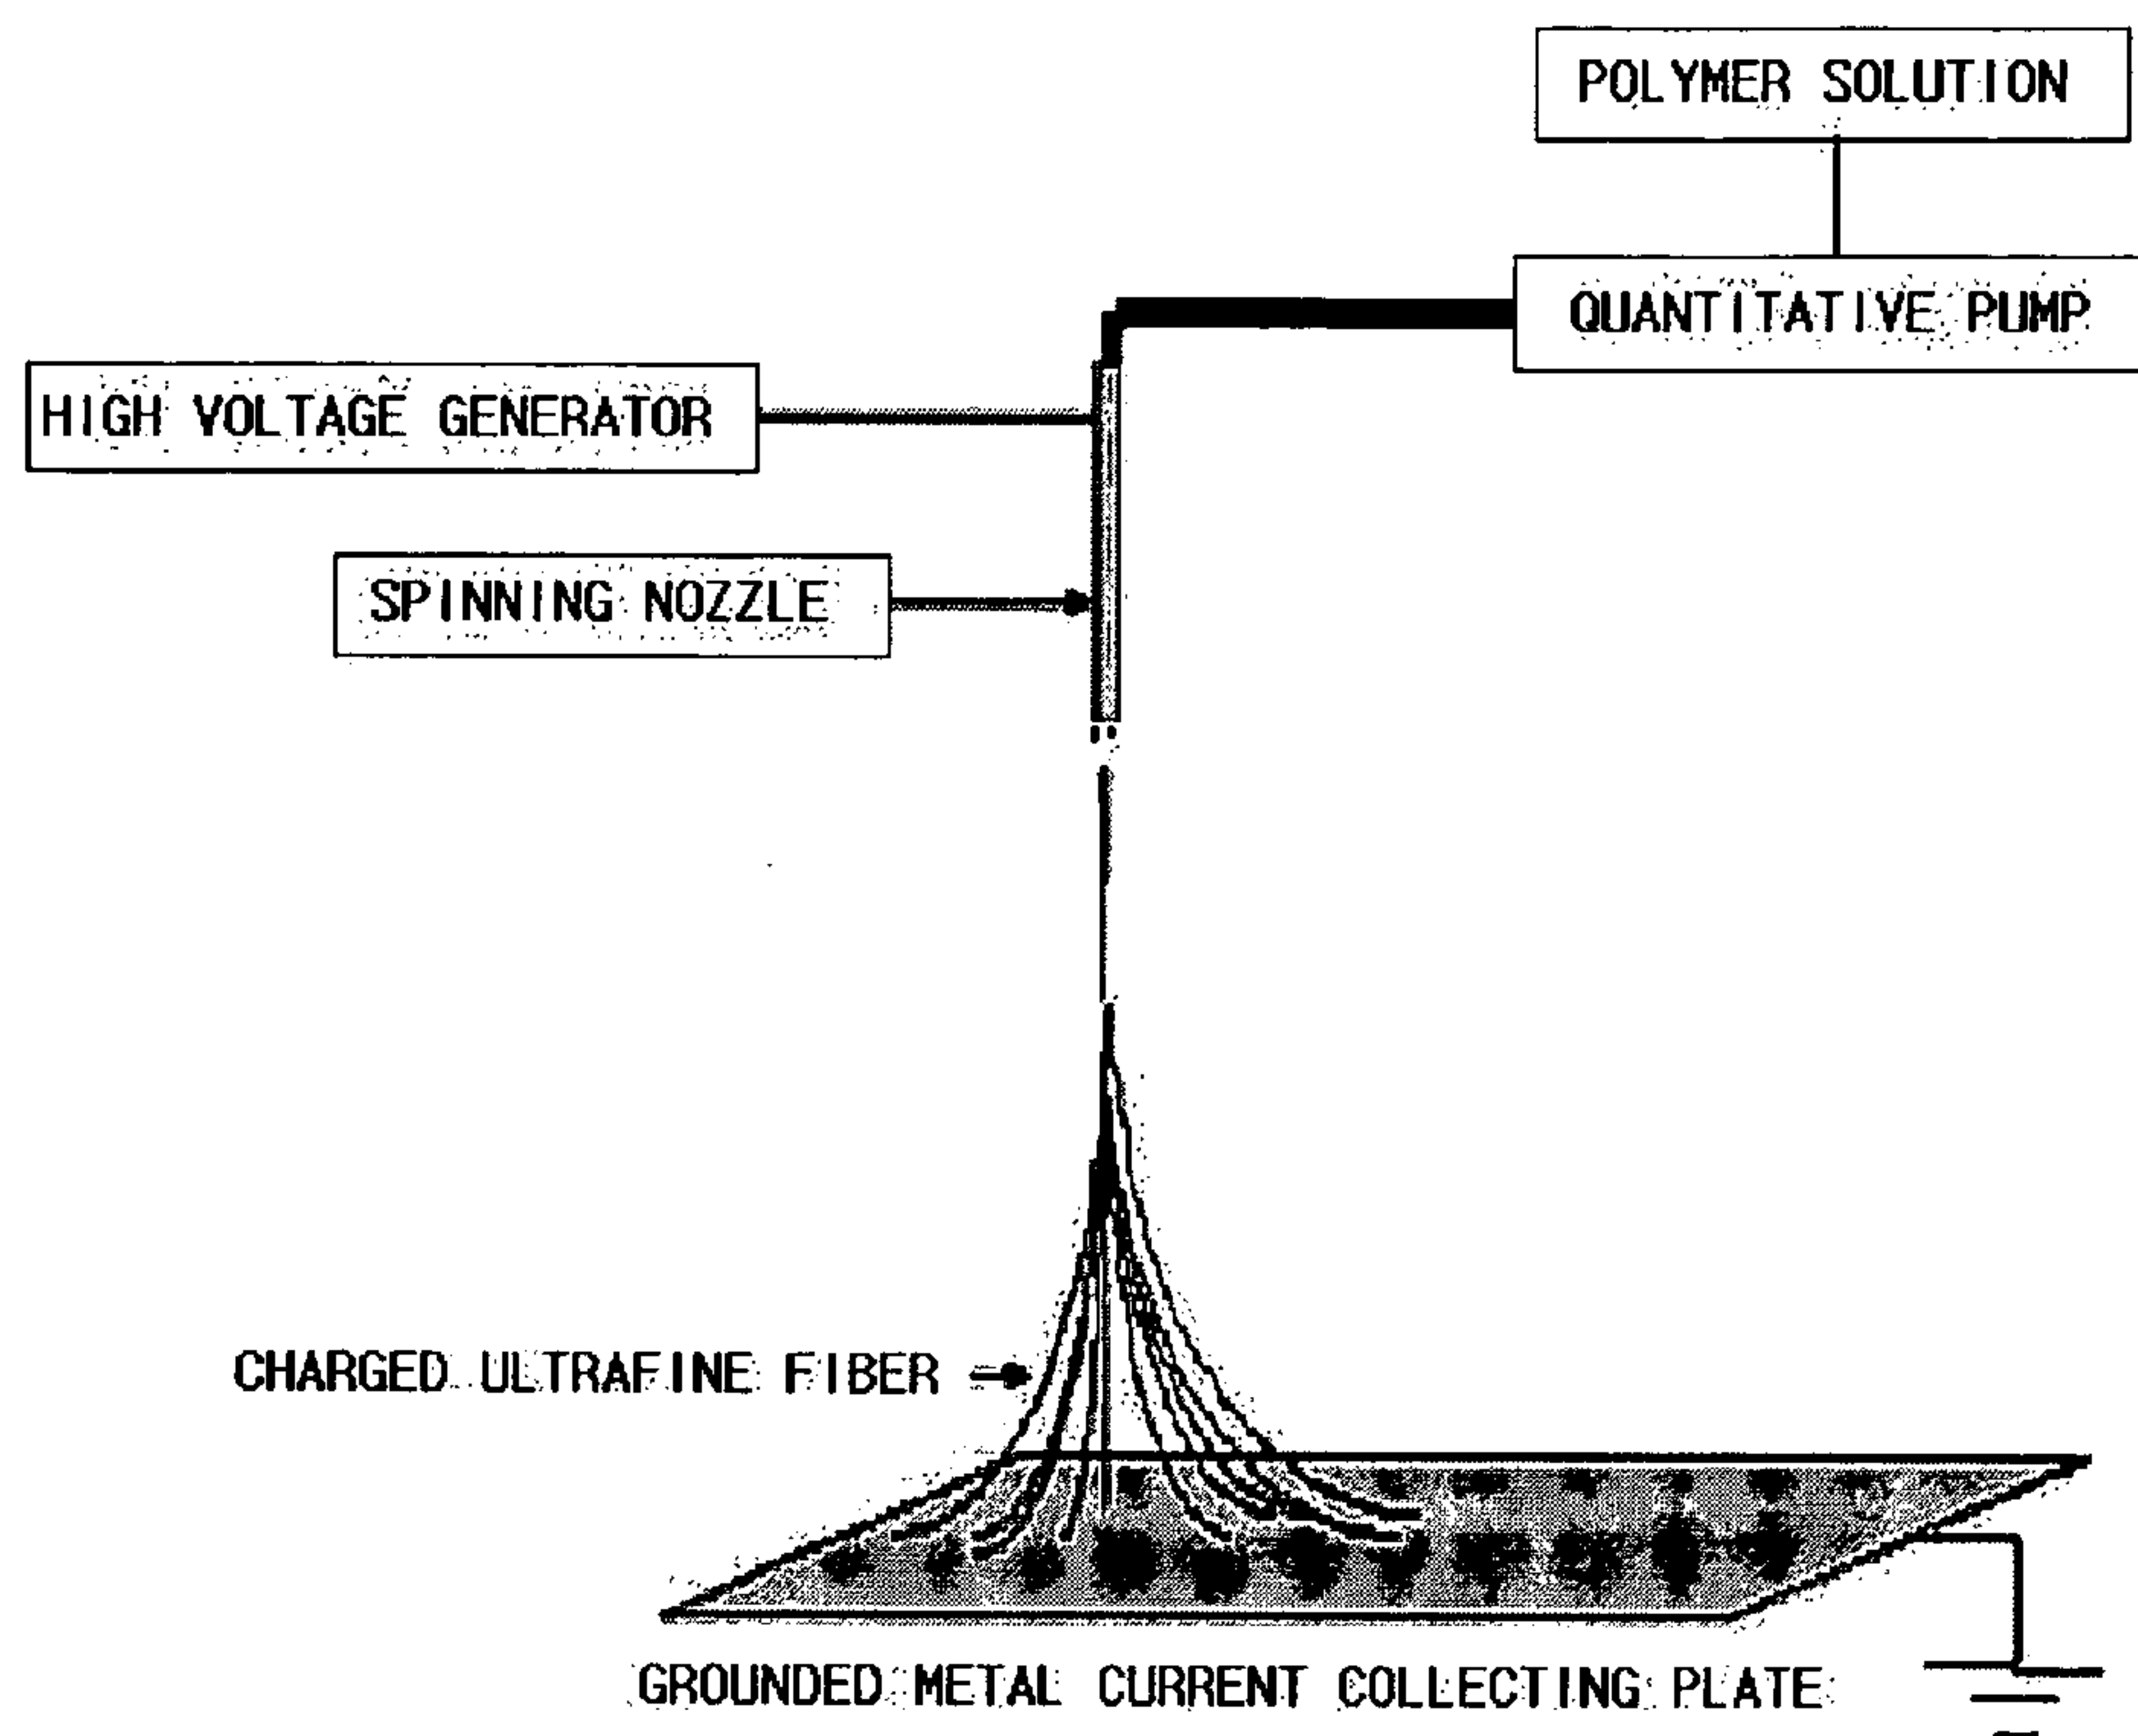 POLYMER SOLUTION
QUANTITATIVE PUMP
HIGH VOLTAGE GENERATOR
SPINNING NOZZLE
CHARGED ULTRAFINE FIBER
GROUNDED METAL CURRENT COLLECTING PLATE